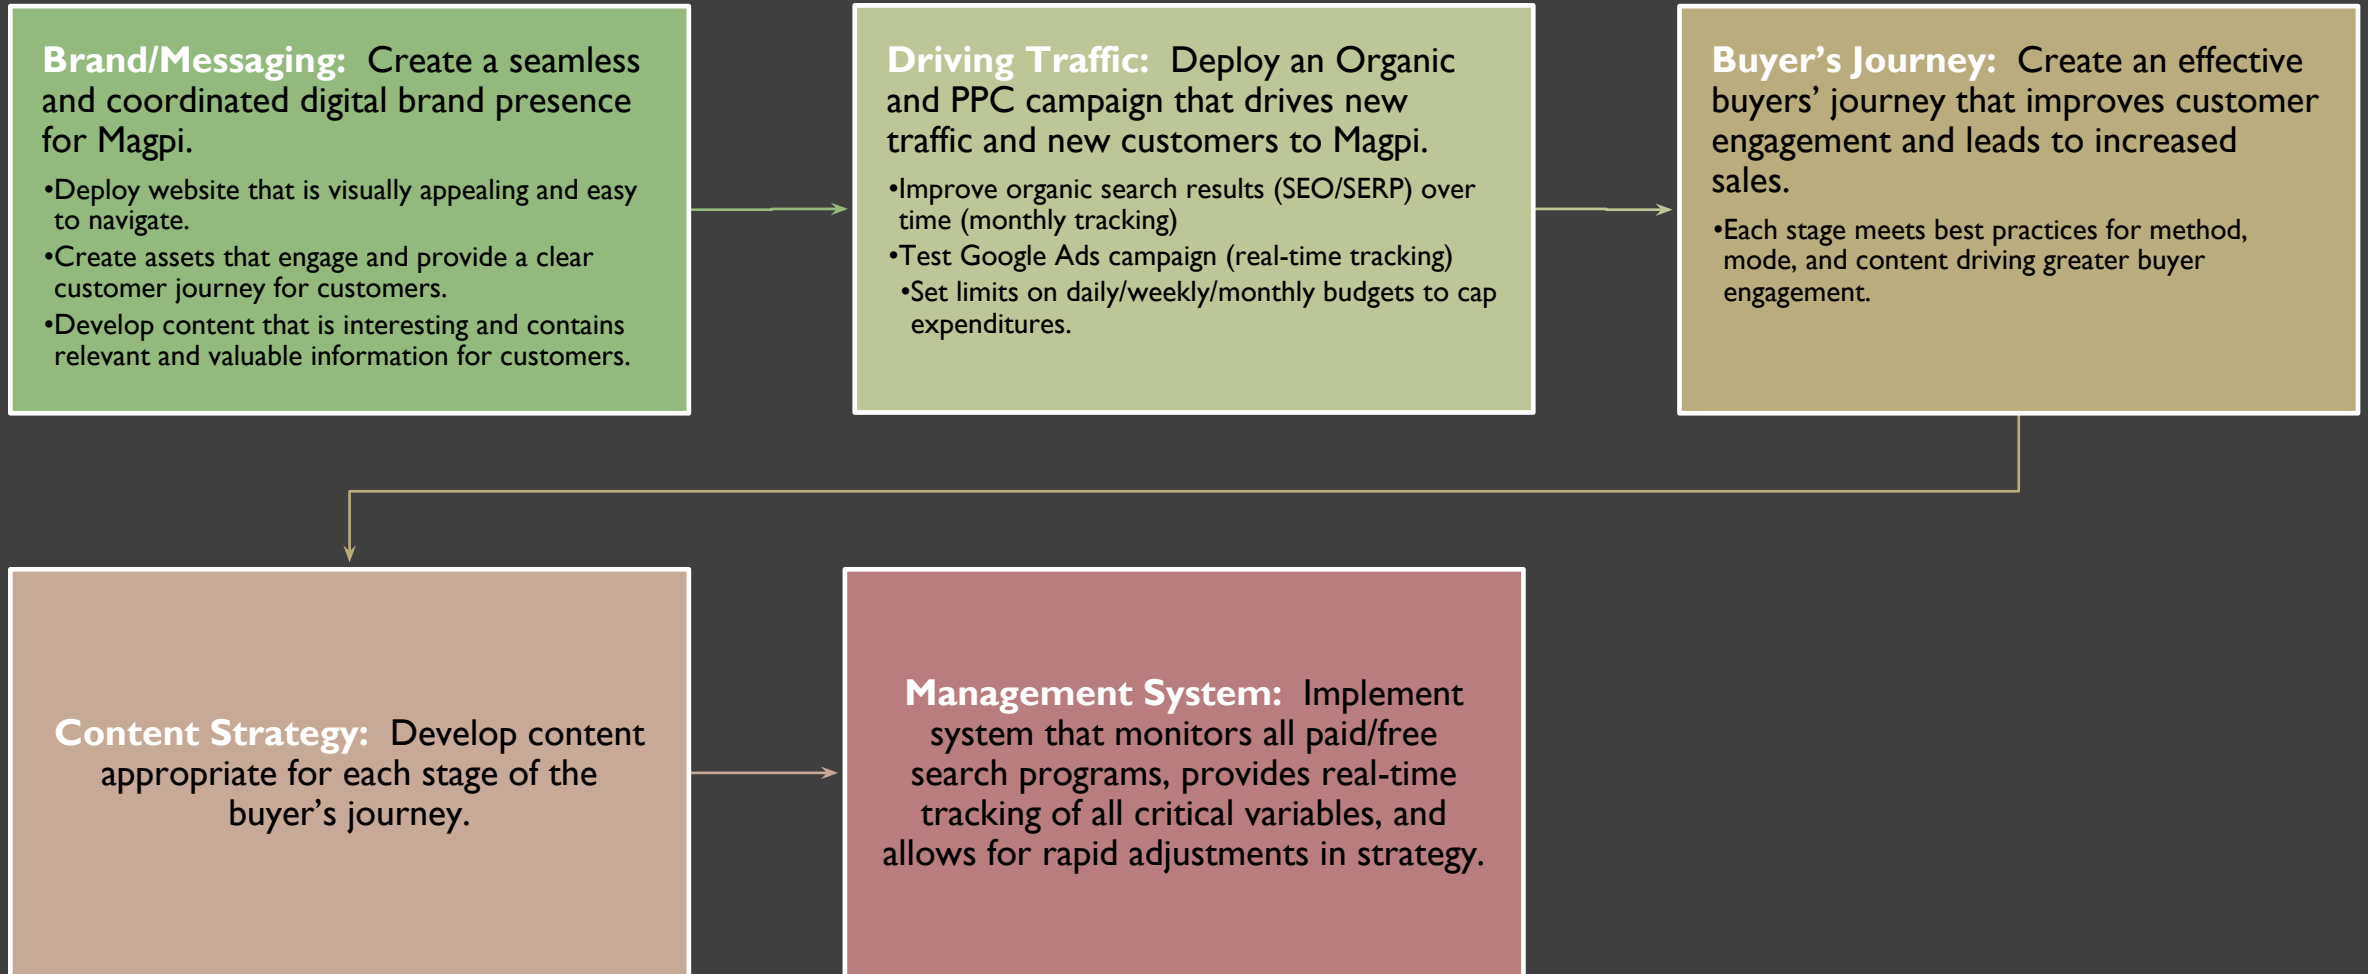 Brand/Messaging: Create a seamless
and coordinated digital brand presence
for Magpi.
•Deploy website that is visually appealing and easy
to navigate.
•Create assets that engage and provide a clear
customer journey for customers.
•Develop content that is interesting and contains
relevant and valuable information for customers.
Driving Traffic: Deploy an Organic
and PPC campaign that drives new
traffic and new customers to Magpi.
•Improve organic search results (SEO/SERP) over
time (monthly tracking)
•Test Google Ads campaign (real-time tracking)
•Set limits on daily/weekly/monthly budgets to cap
expenditures.
Buyer’s Journey: Create an effective
buyers’ journey that improves customer
engagement and leads to increased
sales.
•Each stage meets best practices for method,
mode, and content driving greater buyer
engagement.
Content Strategy: Develop content
appropriate for each stage of the
buyer’s journey.
Management System: Implement
system that monitors all paid/free
search programs, provides real-time
tracking of all critical variables, and
allows for rapid adjustments in strategy.